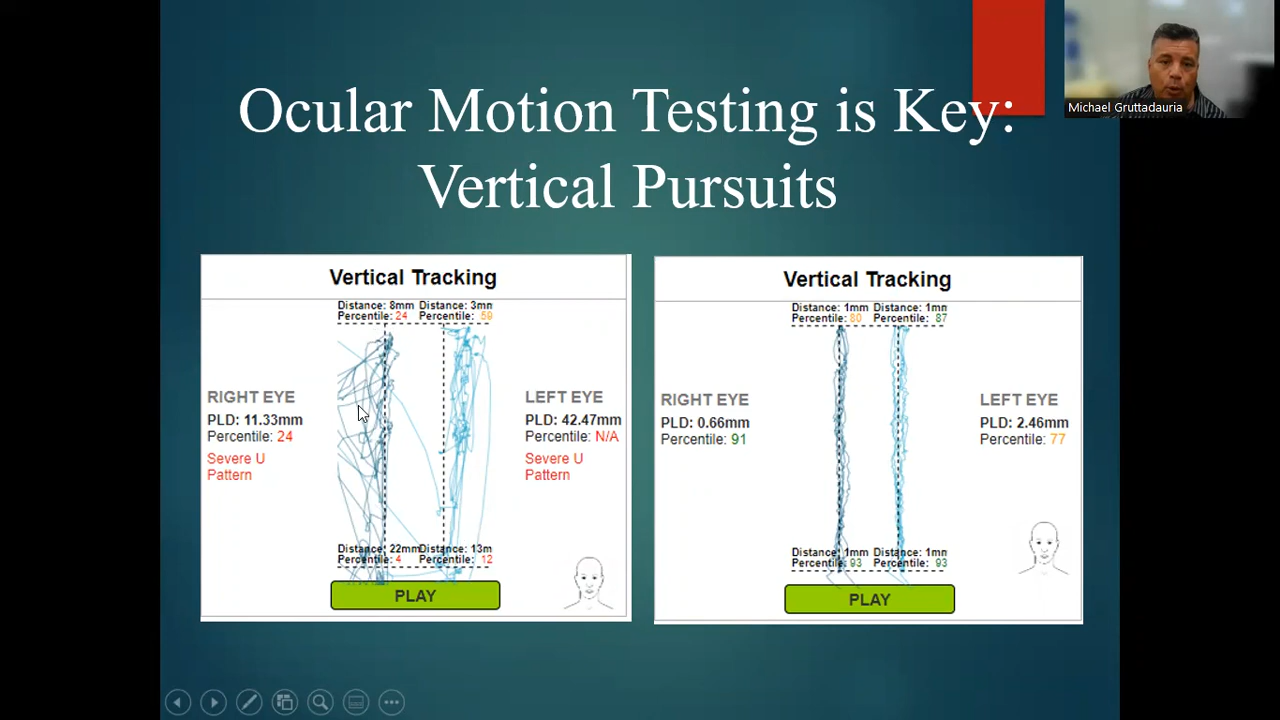 Ocular Motion Testing is Key:
Vertical Pursuits
Michael Gruttadauria
Vertical Tracking
Distance: 8mm Distance: 3mm
Percentile: 24 Percentile: 59
RIGHT EYE
PLD: 11.33mm
Percentile: 24
Severe U
Pattern
LEFT EYE
PLD: 42.47mm
Percentile: N/A
Severe U
Pattern
Distance: 22mm Distance: 13m
Percentile: 4 Percentile: 12
PLAY
Vertical Tracking
Distance: 1mm Distance: 1mm
Percentile: 80 Percentile: 87
RIGHT EYE
PLD: 0.66mm
Percentile: 91
LEFT EYE
PLD: 2.46mm
Percentile: 77
Distance: 1mm Distance: 1mm
Percentile: 93 Percentile: 93
PLAY